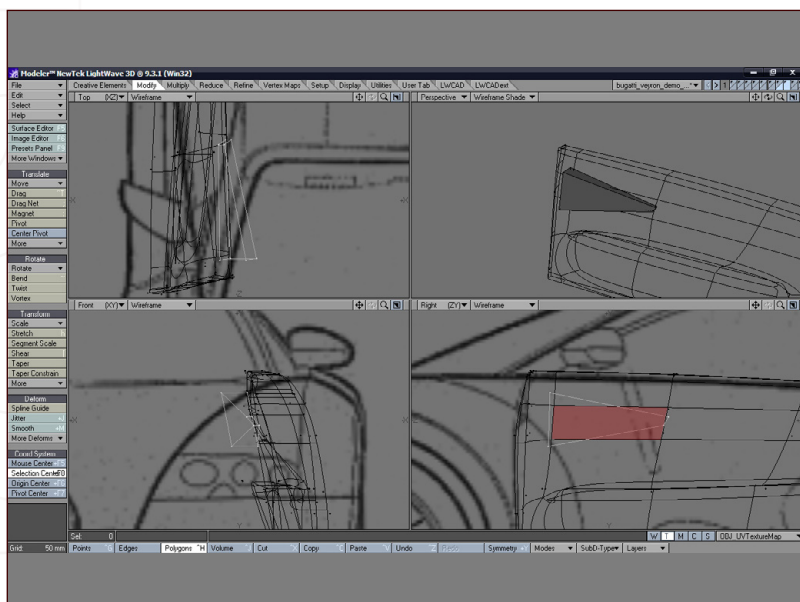 Modeler™ NewTek LightWave 3D ® 9.3.1 (Win32)
File
Creative Elements Modify Multiply Reduce Refine Vertex Maps Setup Display Utilities User Tab LWCAD LWCADext
bugatti_veyron_demo_...*
1
Edit
Select
Help
Surface Editor
Image Editor
Presets Panel
More Windows
Translate
Move
Drag
Drag Net
Magnet
Pivot
Center Pivot
More
Rotate
Rotate
Bend
Twist
Vortex
Transform
Scale
Stretch
Segment Scale
Shear
Taper
Taper Constrain
More
Deform
Spline Guide
Jitter
Smooth
More Deforms
Coord System
Mouse Center
Selection Center
Origin Center
Pivot Center
Top (XZ) Wireframe
Perspective Wireframe Shade
Front (XY) Wireframe
Right (ZY) Wireframe
Sel: 0
W T M C S OBJ_UVTextureMap
Grid: 50 mm
Points Edges Polygons ^H Volume Cut Copy Paste Undo Redo Symmetry Modes SubD-Type Layers